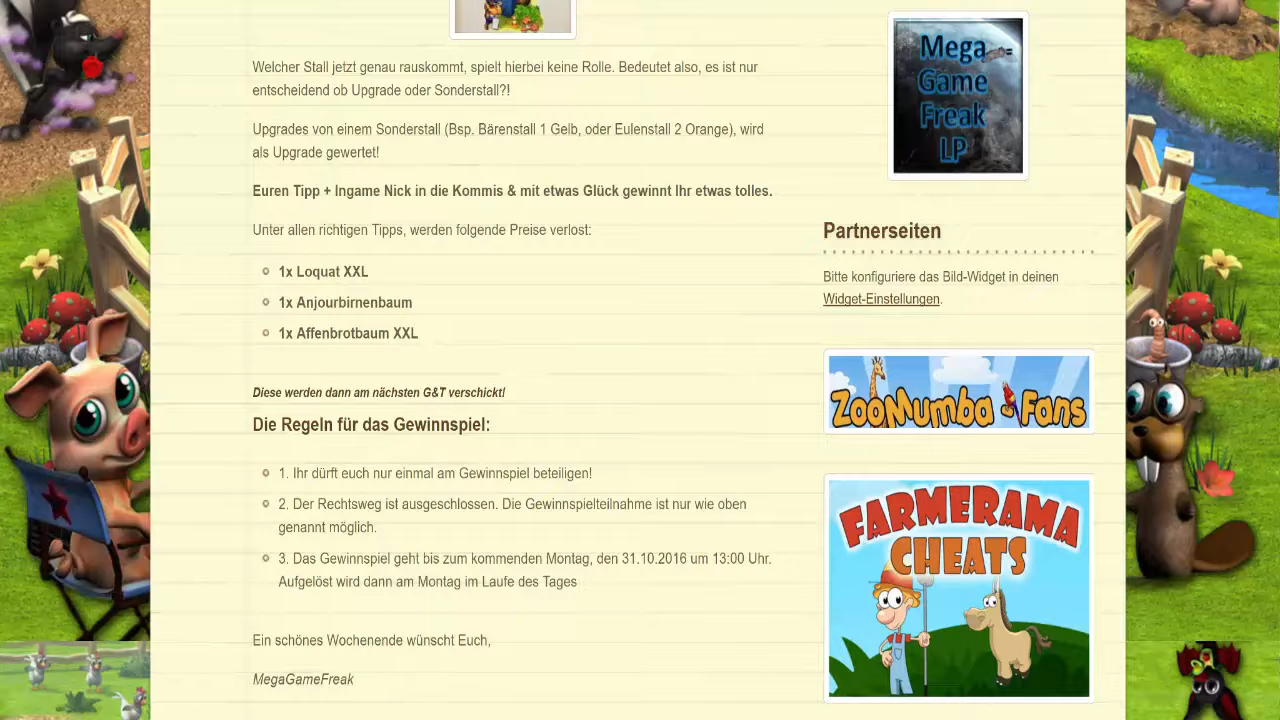 Welcher Stall jetzt genau rauskommt, spielt hierbei keine Rolle. Bedeutet also, es ist nur
entscheidend ob Upgrade oder Sonderstall?!
Upgrades von einem Sonderstall (Bsp. Bärenstall 1 Gelb, oder Eulenstall 2 Orange), wird
als Upgrade gewertet!
Euren Tipp + Ingame Nick in die Kommis & mit etwas Glück gewinnt Ihr etwas tolles.
Unter allen richtigen Tipps, werden folgende Preise verlost:
1x Loquat XXL
1x Anjourbirnenbaum
1x Affenbrotbaum XXL
Diese werden dann am nächsten G&T verschickt!
Die Regeln für das Gewinnspiel:
1. Ihr dürft euch nur einmal am Gewinnspiel beteiligen!
2. Der Rechtsweg ist ausgeschlossen. Die Gewinnspielteilnahme ist nur wie oben
genannt möglich.
3. Das Gewinnspiel geht bis zum kommenden Montag, den 31.10.2016 um 13:00 Uhr.
Aufgelöst wird dann am Montag im Laufe des Tages
Ein schönes Wochenende wünscht Euch,
MegaGameFreak
Mega
Game
Freak
LP
Partnerseiten
Bitte konfiguriere das Bild-Widget in deinen
Widget-Einstellungen.
ZooMumba Fans
FARMERAMA
CHEATS